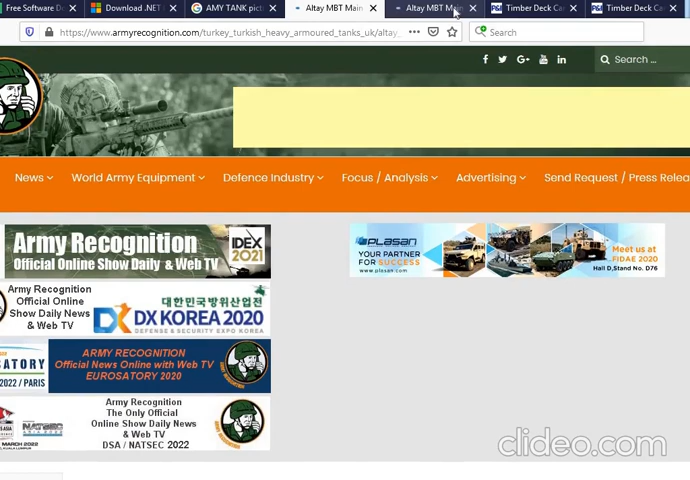 Free Software Do
Download .NET
AMY TANK pict
Altay MBT Main
Altay MBT Main
Timber Deck Ca
Timber Deck Ca
https://www.armyrecognition.com/turkey_turkish_heavy_armoured_tanks_uk/altay_
Search
Search ...
News
World Army Equipment
Defence Industry
Focus / Analysis
Advertising
Send Request / Press Relea
Army Recognition
Official Online Show Daily & Web TV
IDEX
2021
PLASAN
YOUR PARTNER
FOR SUCCESS
www.plasan.com
Meet us at
FIDAE 2020
Hall D,Stand No. D76
Army Recognition
Official Online
Show Daily News
& Web TV
대한민국방위산업전
DX KOREA 2020
DEFENSE & SECURITY EXPO KOREA
SATORY
2022 / PARIS
ARMY RECOGNITION
Official News Online with Web TV
EUROSATORY 2020
NATSEC
MARCH 2022
Army Recognition
The Only Official
Online Show Daily News
& Web TV
DSA / NATSEC 2022
clideo.com